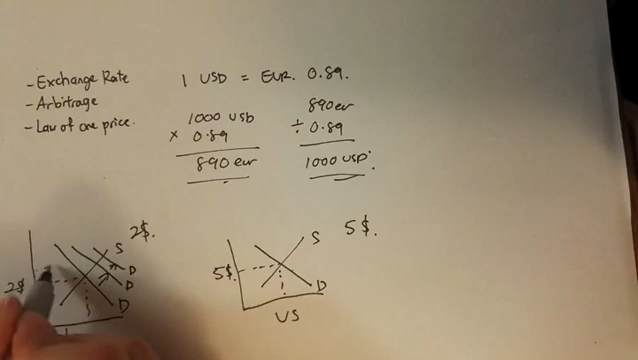 - Exchange Rate
- Arbitrage
- Law of one price.
1 USD = EUR. 0.89.
1000 USD
× 0.89
890 eur
890 eur
÷ 0.89
1000 USD.
2$.
S
D
D
D
2$
5$.
S
D
5$
US